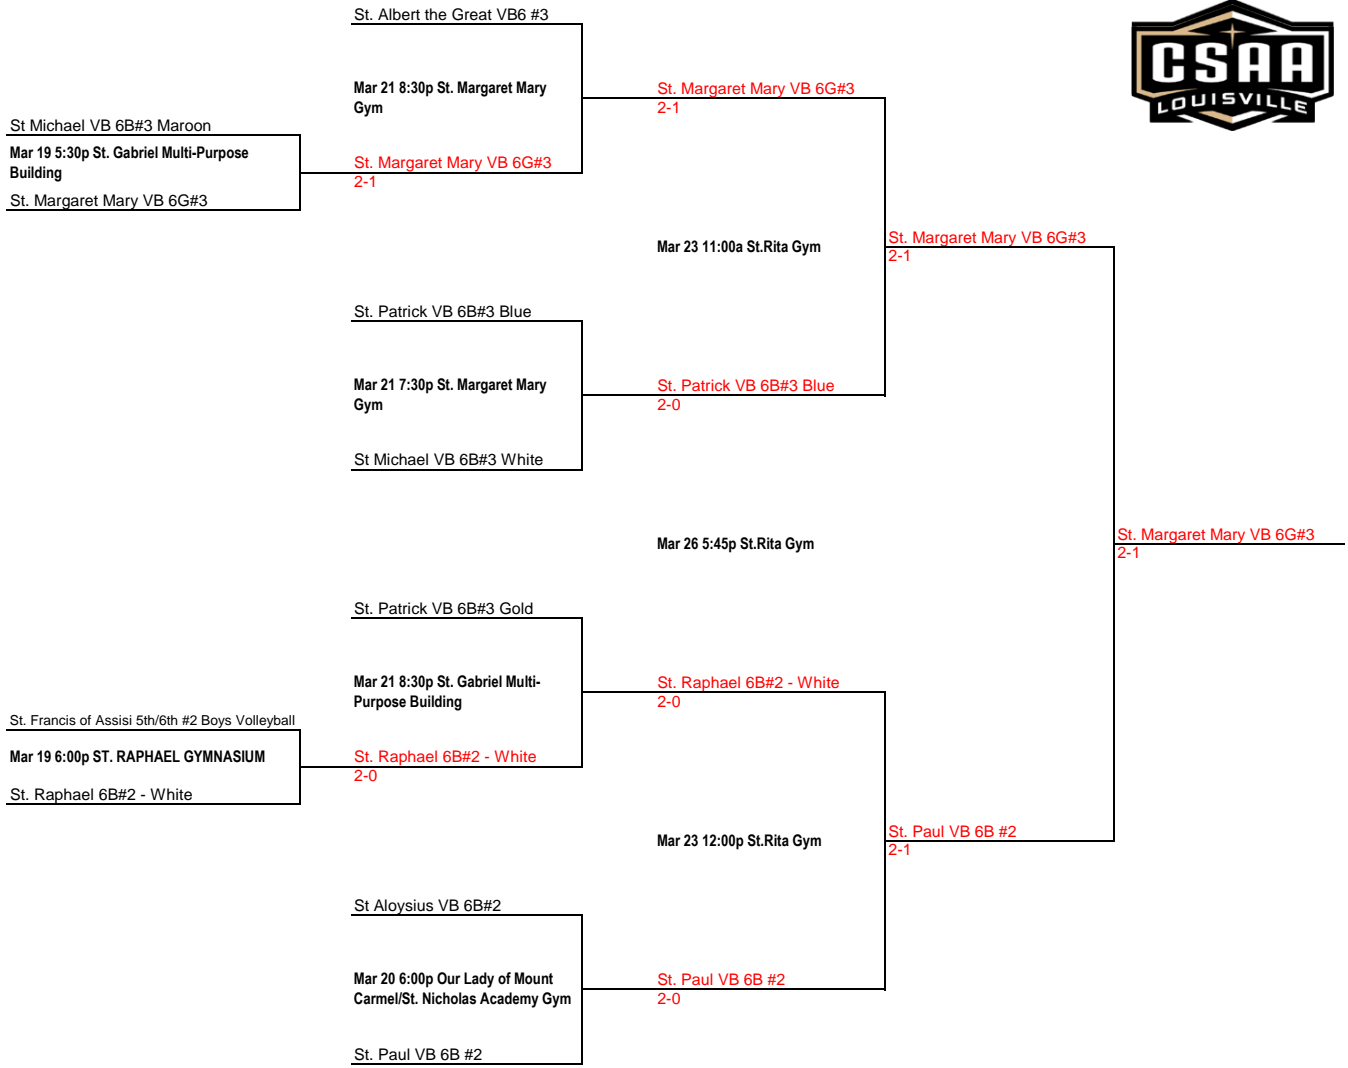 St. Albert the Great VB6 #3
CSAA
LOUISVILLE
Mar 21 8:30p St. Margaret Mary
Gym
St. Margaret Mary VB 6G#3
2-1
St Michael VB 6B#3 Maroon
Mar 19 5:30p St. Gabriel Multi-Purpose
Building
St. Margaret Mary VB 6G#3
2-1
St. Margaret Mary VB 6G#3
Mar 23 11:00a St.Rita Gym
St. Margaret Mary VB 6G#3
2-1
St. Patrick VB 6B#3 Blue
Mar 21 7:30p St. Margaret Mary
Gym
St. Patrick VB 6B#3 Blue
2-0
St Michael VB 6B#3 White
Mar 26 5:45p St.Rita Gym
St. Margaret Mary VB 6G#3
2-1
St. Patrick VB 6B#3 Gold
Mar 21 8:30p St. Gabriel Multi-
Purpose Building
St. Raphael 6B#2 - White
2-0
St. Francis of Assisi 5th/6th #2 Boys Volleyball
Mar 19 6:00p ST. RAPHAEL GYMNASIUM
St. Raphael 6B#2 - White
2-0
St. Raphael 6B#2 - White
Mar 23 12:00p St.Rita Gym
St. Paul VB 6B #2
2-1
St Aloysius VB 6B#2
Mar 20 6:00p Our Lady of Mount
Carmel/St. Nicholas Academy Gym
St. Paul VB 6B #2
2-0
St. Paul VB 6B #2